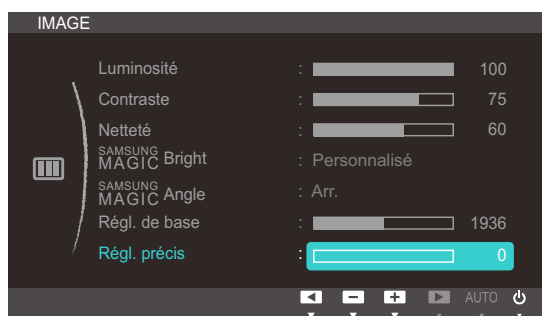 IMAGE
Luminosité : 100
Contraste : 75
Netteté : 60
SAMSUNG MAGIC Bright : Personnalisé
SAMSUNG MAGIC Angle : Arr.
Régl. de base : 1936
Régl. précis : 0
AUTO